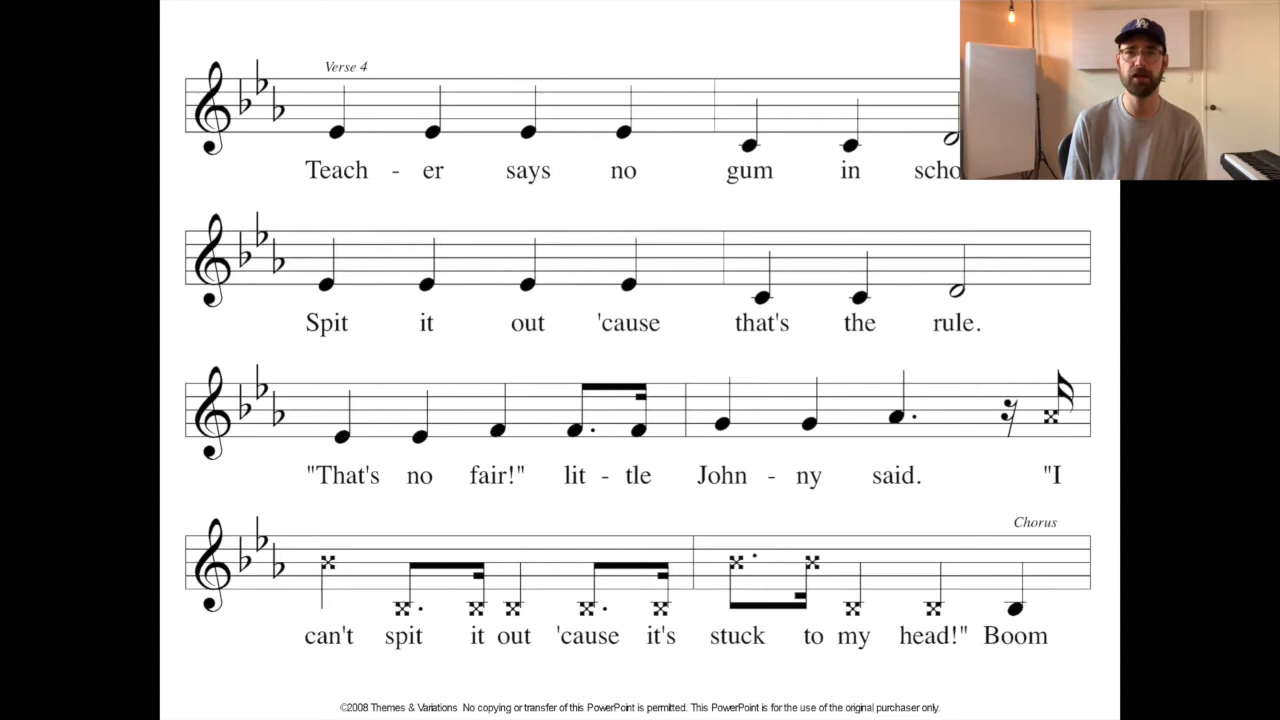 Verse 4
Teach - er says no gum in
Spit it out 'cause that's the rule.
"That's no fair!" lit - tle John - ny said. "I
Chorus
can't spit it out 'cause it's stuck to my head!" Boom
©2008 Themes & Variations No copying or transfer of this PowerPoint is permitted. This PowerPoint is for the use of the original purchaser only.
LA